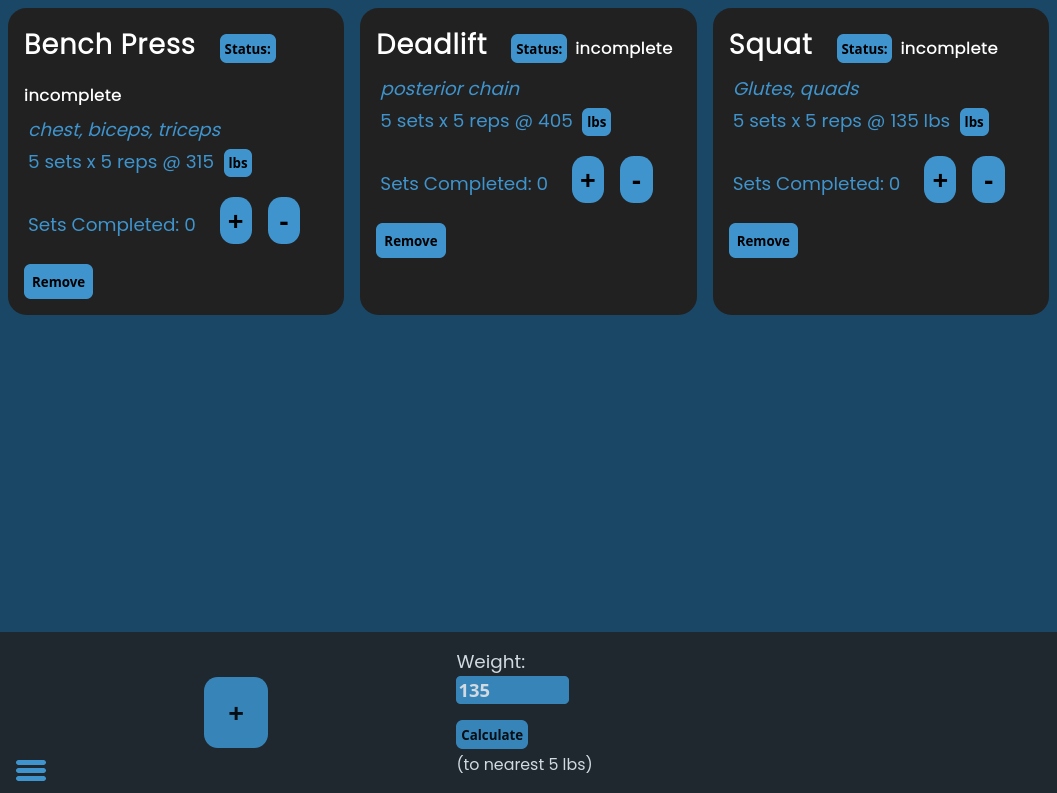 Bench Press Status:
incomplete
chest, biceps, triceps
5 sets x 5 reps @ 315 lbs
Sets Completed: 0 + -
Remove
Deadlift Status: incomplete
posterior chain
5 sets x 5 reps @ 405 lbs
Sets Completed: 0 + -
Remove
Squat Status: incomplete
Glutes, quads
5 sets x 5 reps @ 135 lbs lbs
Sets Completed: 0 + -
Remove
+
Weight:
135
Calculate
(to nearest 5 lbs)